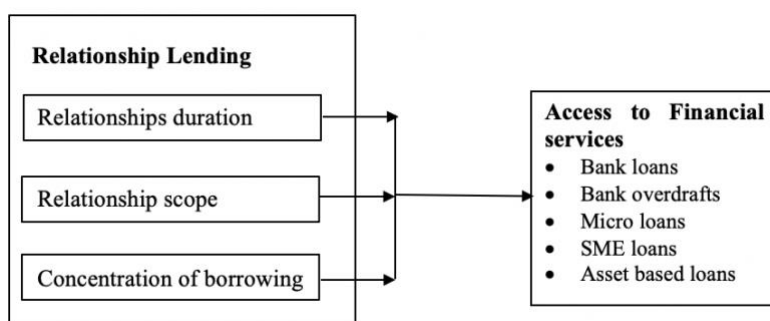 Relationship Lending
Relationships duration
Relationship scope
Concentration of borrowing
Access to Financial
services
• Bank loans
• Bank overdrafts
• Micro loans
• SME loans
• Asset based loans